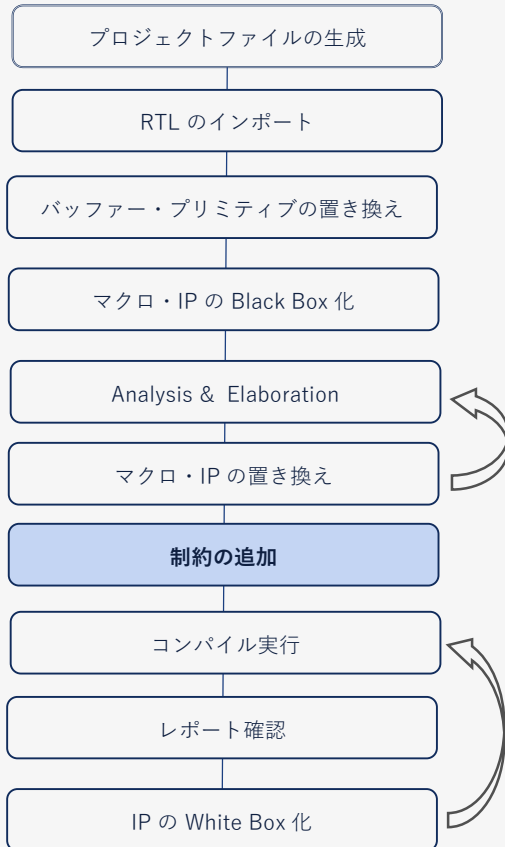 プロジェクトファイルの生成
RTL のインポート
バッファー・プリミティブの置き換え
マクロ・IP の Black Box 化
Analysis & Elaboration
マクロ・IP の置き換え
制約の追加
コンパイル実行
レポート確認
IP の White Box 化